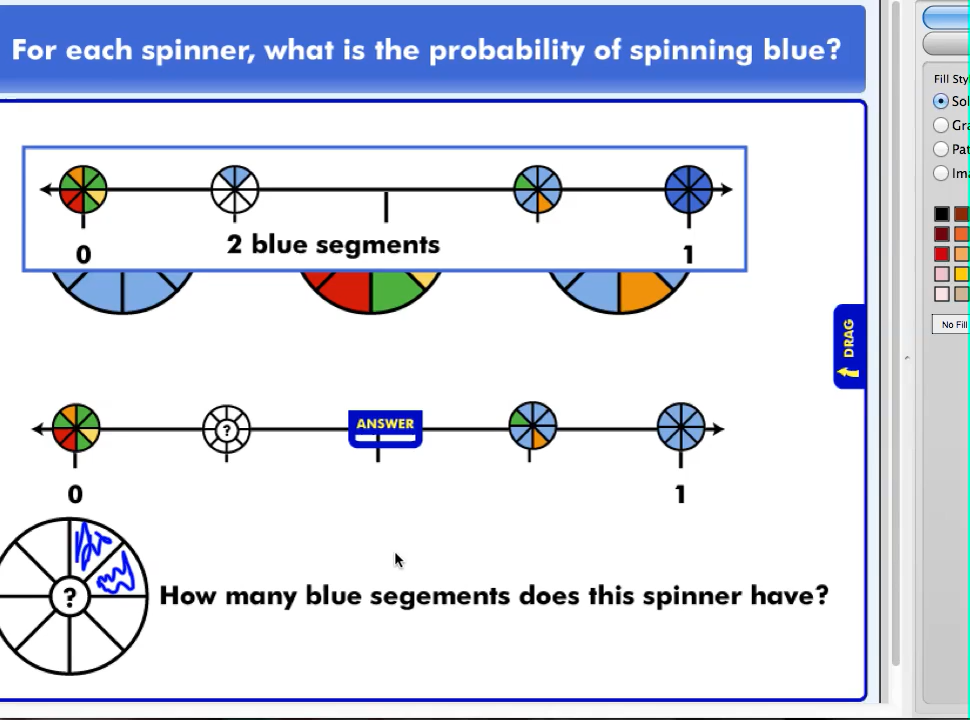 For each spinner, what is the probability of spinning blue?
0
2 blue segments
1
DRAG
?
ANSWER
0
1
?
How many blue segements does this spinner have?
Fill Sty
Sol
Gra
Pat
Ima
No Fill